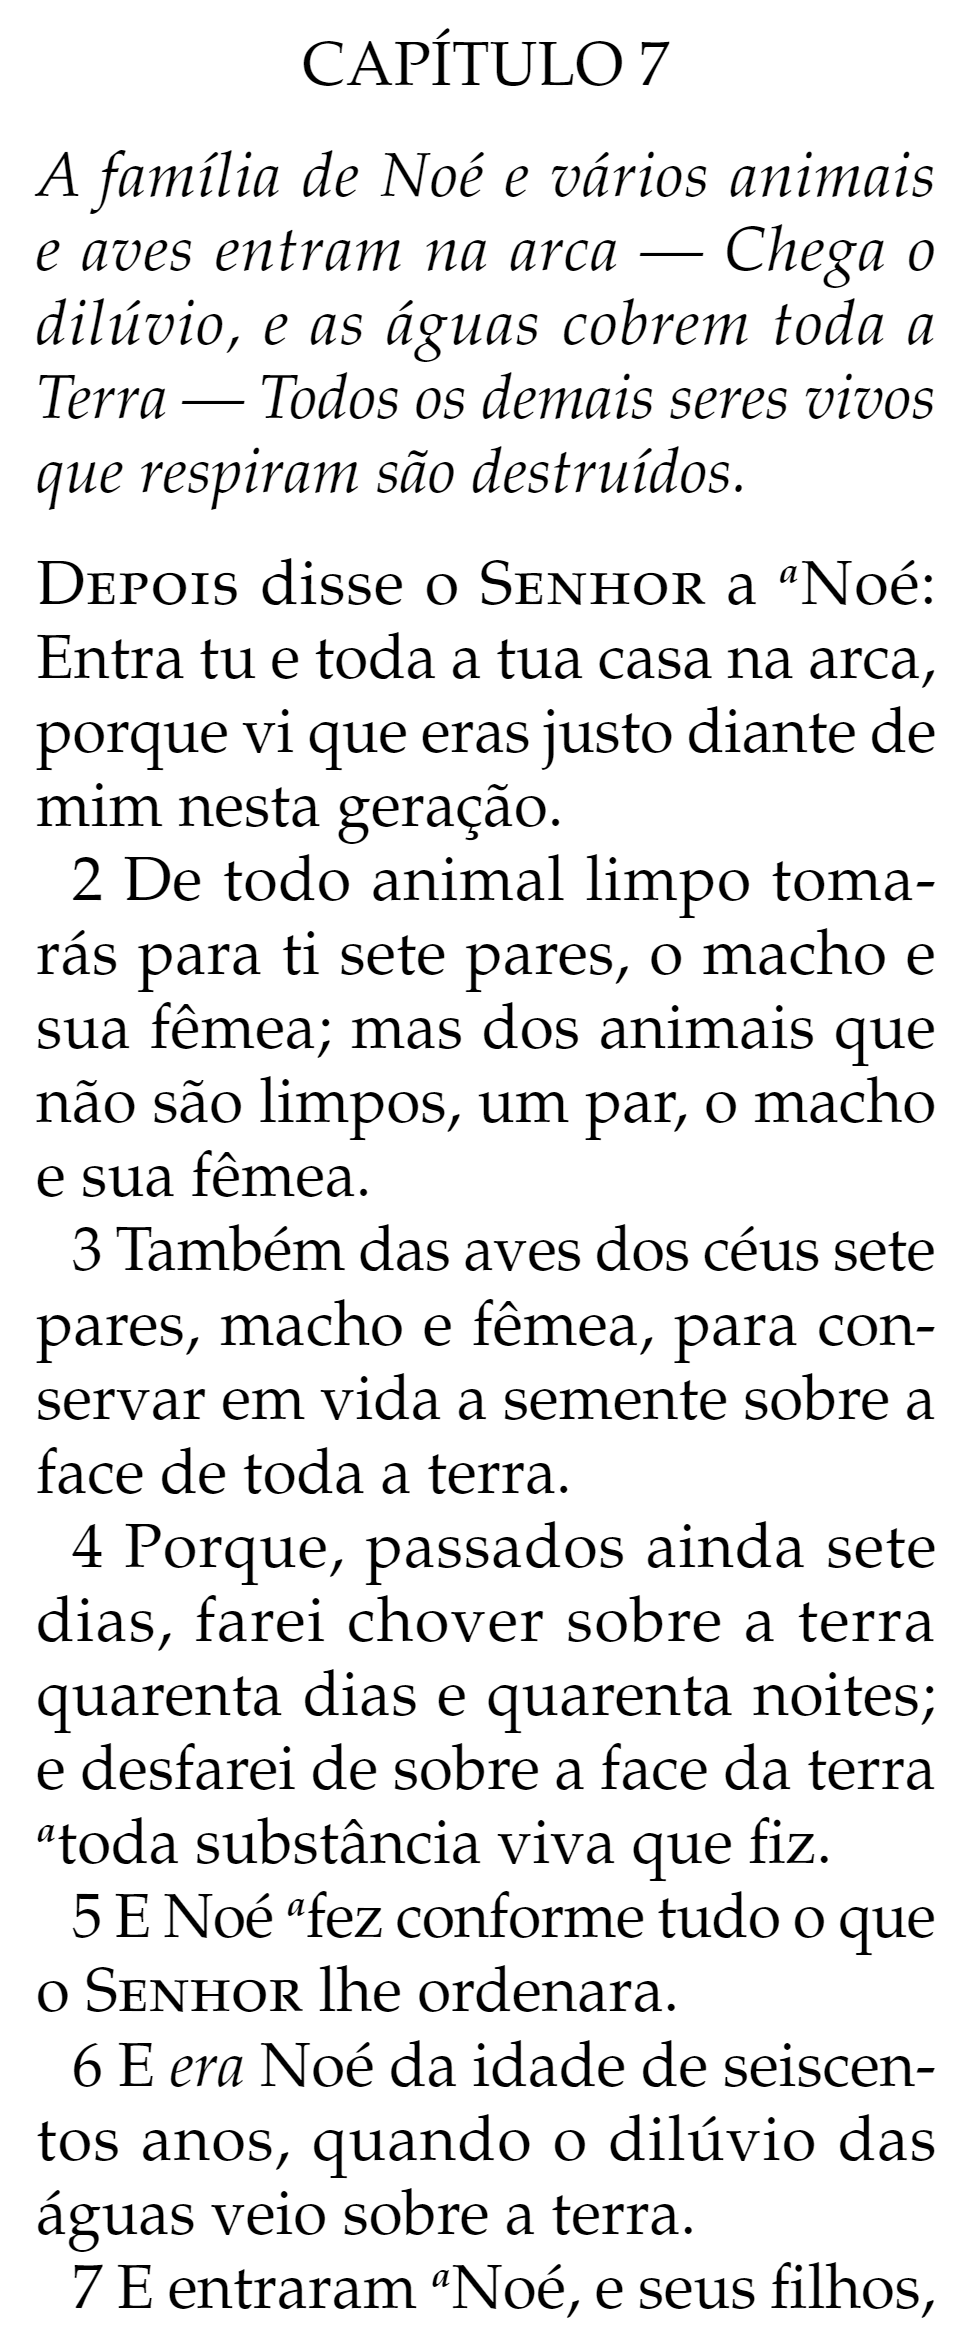 CAPÍTULO 7
A família de Noé e vários animais
e aves entram na arca — Chega o
dilúvio, e as águas cobrem toda a
Terra — Todos os demais seres vivos
que respiram são destruídos.
Depois disse o Senhor a aNoé:
Entra tu e toda a tua casa na arca,
porque vi que eras justo diante de
mim nesta geração.
2 De todo animal limpo toma-
rás para ti sete pares, o macho e
sua fêmea; mas dos animais que
não são limpos, um par, o macho
e sua fêmea.
3 Também das aves dos céus sete
pares, macho e fêmea, para con-
servar em vida a semente sobre a
face de toda a terra.
4 Porque, passados ainda sete
dias, farei chover sobre a terra
quarenta dias e quarenta noites;
e desfarei de sobre a face da terra
atoda substância viva que fiz.
5 E Noé afez conforme tudo o que
o Senhor lhe ordenara.
6 E era Noé da idade de seiscen-
tos anos, quando o dilúvio das
águas veio sobre a terra.
7 E entraram aNoé, e seus filhos,